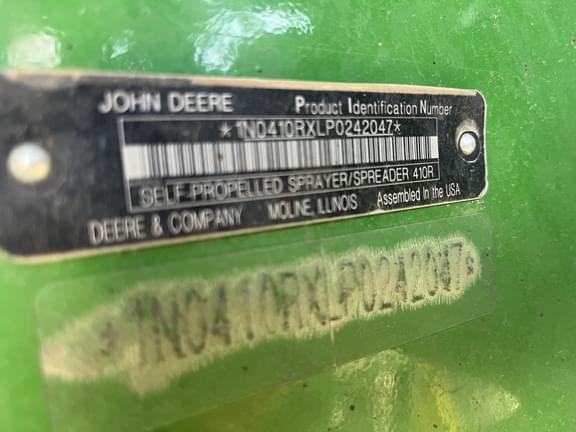 JOHN DEERE Product Identification Number
*1N0410RXLP0242047*
SELF-PROPELLED SPRAYER/SPREADER 410R
DEERE & COMPANY MOLINE, ILLINOIS Assembled in the USA
*1N0410RXLP0242047*